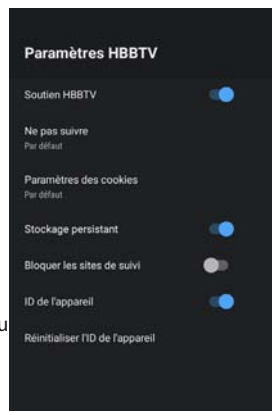 Paramètres HBBTV
Soutien HBBTV
Ne pas suivre
Par défaut
Paramètres des cookies
Par défaut
Stockage persistant
Bloquer les sites de suivi
ID de l'appareil
u
Réinitialiser l'ID de l'appareil